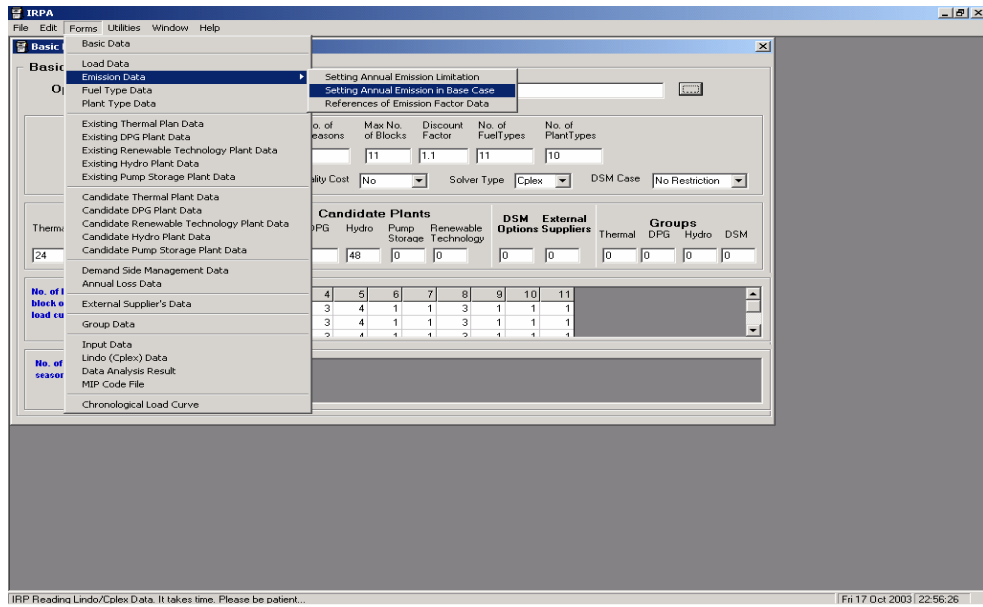 IRPA
File Edit Forms Utilities Window Help
Basic
Basic Data
Load Data
Emission Data
Fuel Type Data
Plant Type Data
Existing Thermal Plan Data
Existing DPG Plant Data
Existing Renewable Technology Plant Data
Existing Hydro Plant Data
Existing Pump Storage Plant Data
Candidate Thermal Plant Data
Candidate DPG Plant Data
Candidate Renewable Technology Plant Data
Candidate Hydro Plant Data
Candidate Pump Storage Plant Data
Demand Side Management Data
Annual Loss Data
External Supplier's Data
Group Data
Input Data
Lindo (Cplex) Data
Data Analysis Result
MIP Code File
Chronological Load Curve
Setting Annual Emission Limitation
Setting Annual Emission in Base Case
References of Emission Factor Data
Basic
Max No. of Blocks
Discount Factor
No. of FuelTypes
No. of PlantTypes
11 1.1 11 10
Cost No Solver Type Cplex DSM Case No Restriction
Candidate Plants
Hydro Pump Storage Renewable Technology
DSM Options
External Suppliers
Groups
Thermal DPG Hydro DSM
24 48 0 0 0 0 0 0 0 0
No. of
block
4 5 6 7 8 9 10 11
3 4 1 1 3 1 1 1
3 4 1 1 3 1 1 1
No. of
IRP Reading Lindo/Cplex Data. It takes time. Please be patient...
Fri 17 Oct 2003 22:56:26